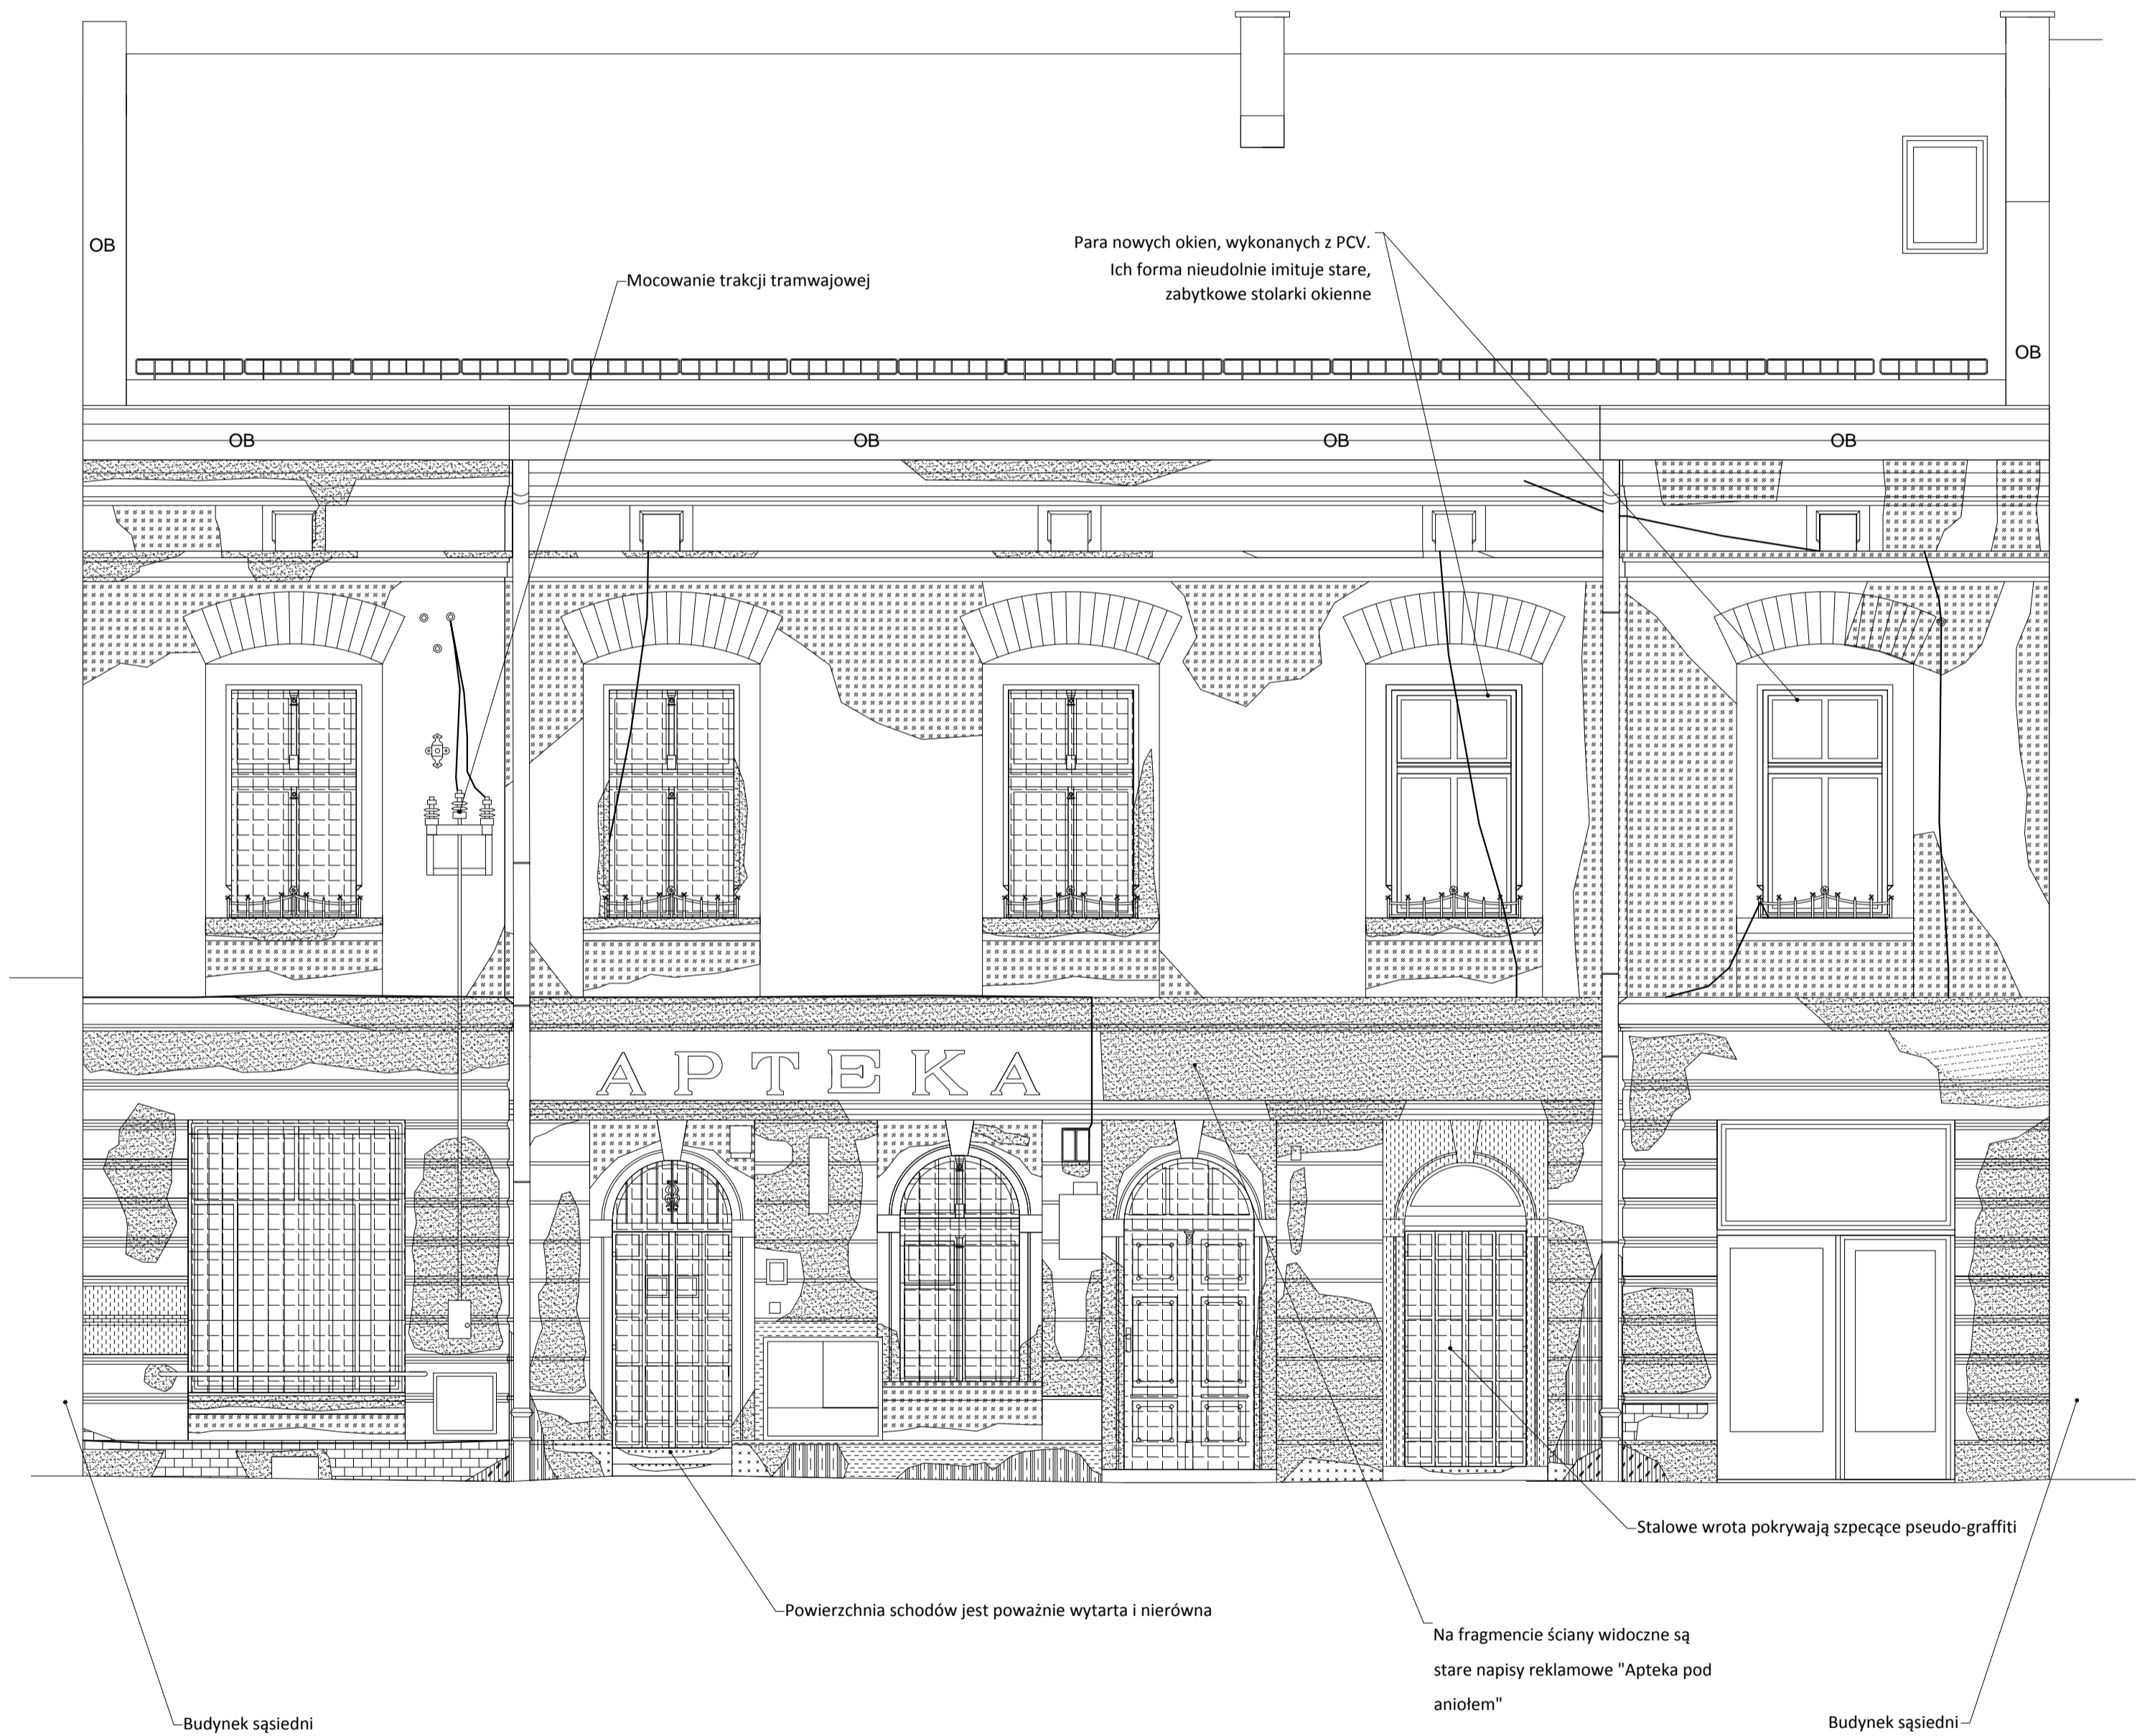 OB
Para nowych okien, wykonanych z PCV.
Ich forma nieudolnie imituje stare,
zabytkowe stolarki okienne
Mocowanie trakcji tramwajowej
OB
OB
OB
OB
OB
APTEKA
Stalowe wrota pokrywają szpecące pseudo-graffiti
Powierzchnia schodów jest poważnie wytarta i nierówna
Na fragmencie ściany widoczne są
stare napisy reklamowe "Apteka pod
aniołem"
Budynek sąsiedni
Budynek sąsiedni